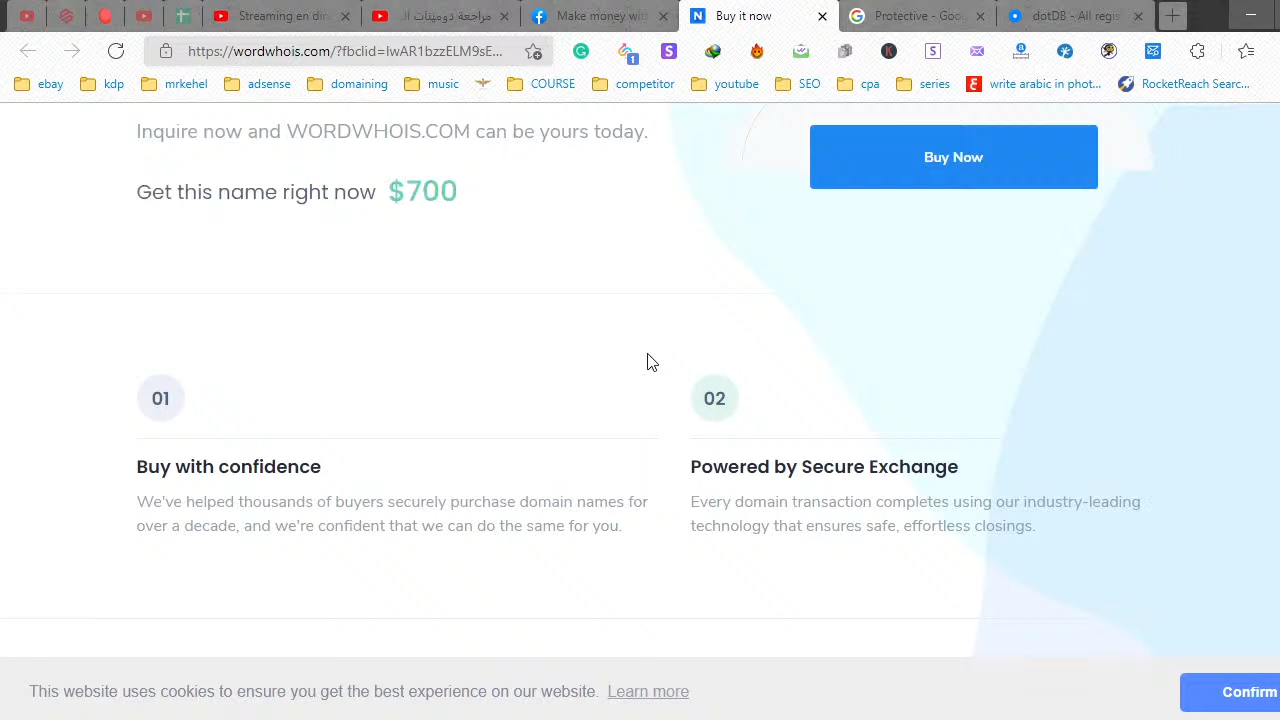 Streaming en din
مراجعة دومينات ال
Make money with
Buy it now
Protective - Goo
dotDB - All regis
https://wordwhois.com/?fbclid=IwAR1bzzELM9sE...
ebay
kdp
mrkehel
adsense
domaining
music
COURSE
competitor
youtube
SEO
cpa
series
write arabic in phot...
RocketReach Searc...
Inquire now and WORDWHOIS.COM can be yours today.
Buy Now
Get this name right now $700
01
02
Buy with confidence
Powered by Secure Exchange
We've helped thousands of buyers securely purchase domain names for
over a decade, and we're confident that we can do the same for you.
Every domain transaction completes using our industry-leading
technology that ensures safe, effortless closings.
This website uses cookies to ensure you get the best experience on our website. Learn more
Confirm